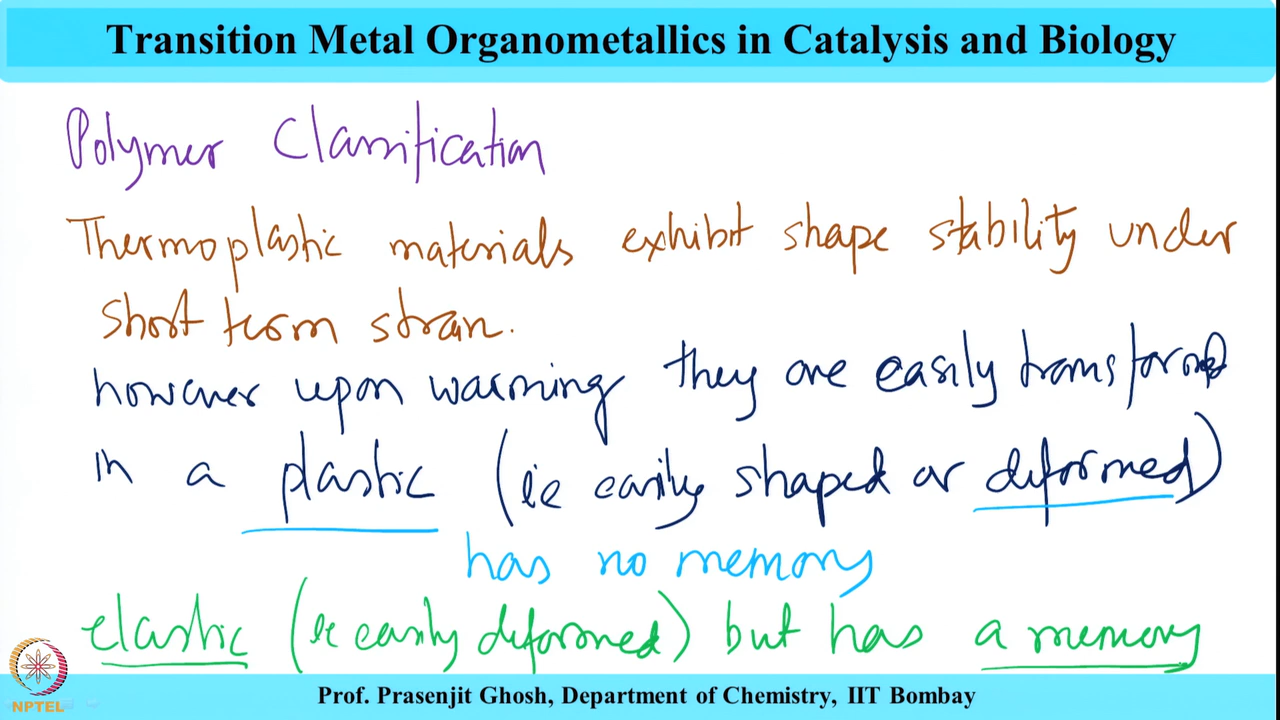 Transition Metal Organometallics in Catalysis and Biology
Polymer Classification
Thermoplastic materials exhibit shape stability under
short term strain.
however upon warming they are easily transformed
in a plastic (ie easily shaped or deformed)
has no memory
elastic (ie easily deformed) but has a memory
NPTEL
Prof. Prasenjit Ghosh, Department of Chemistry, IIT Bombay